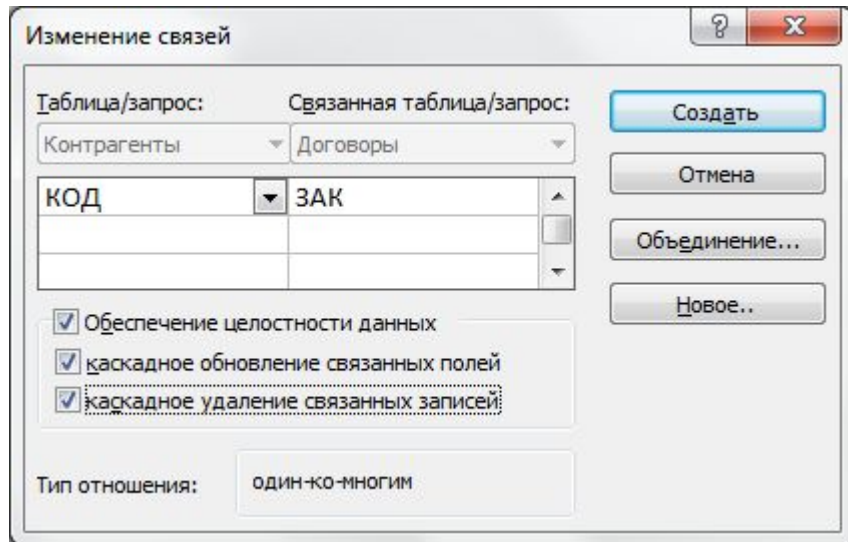 Изменение связей
Таблица/запрос: Связанная таблица/запрос:
Контрагенты Договоры
КОД ЗАК
Обеспечение целостности данных
каскадное обновление связанных полей
каскадное удаление связанных записей
Тип отношения: один-ко-многим
Создать
Отмена
Объединение...
Новое..